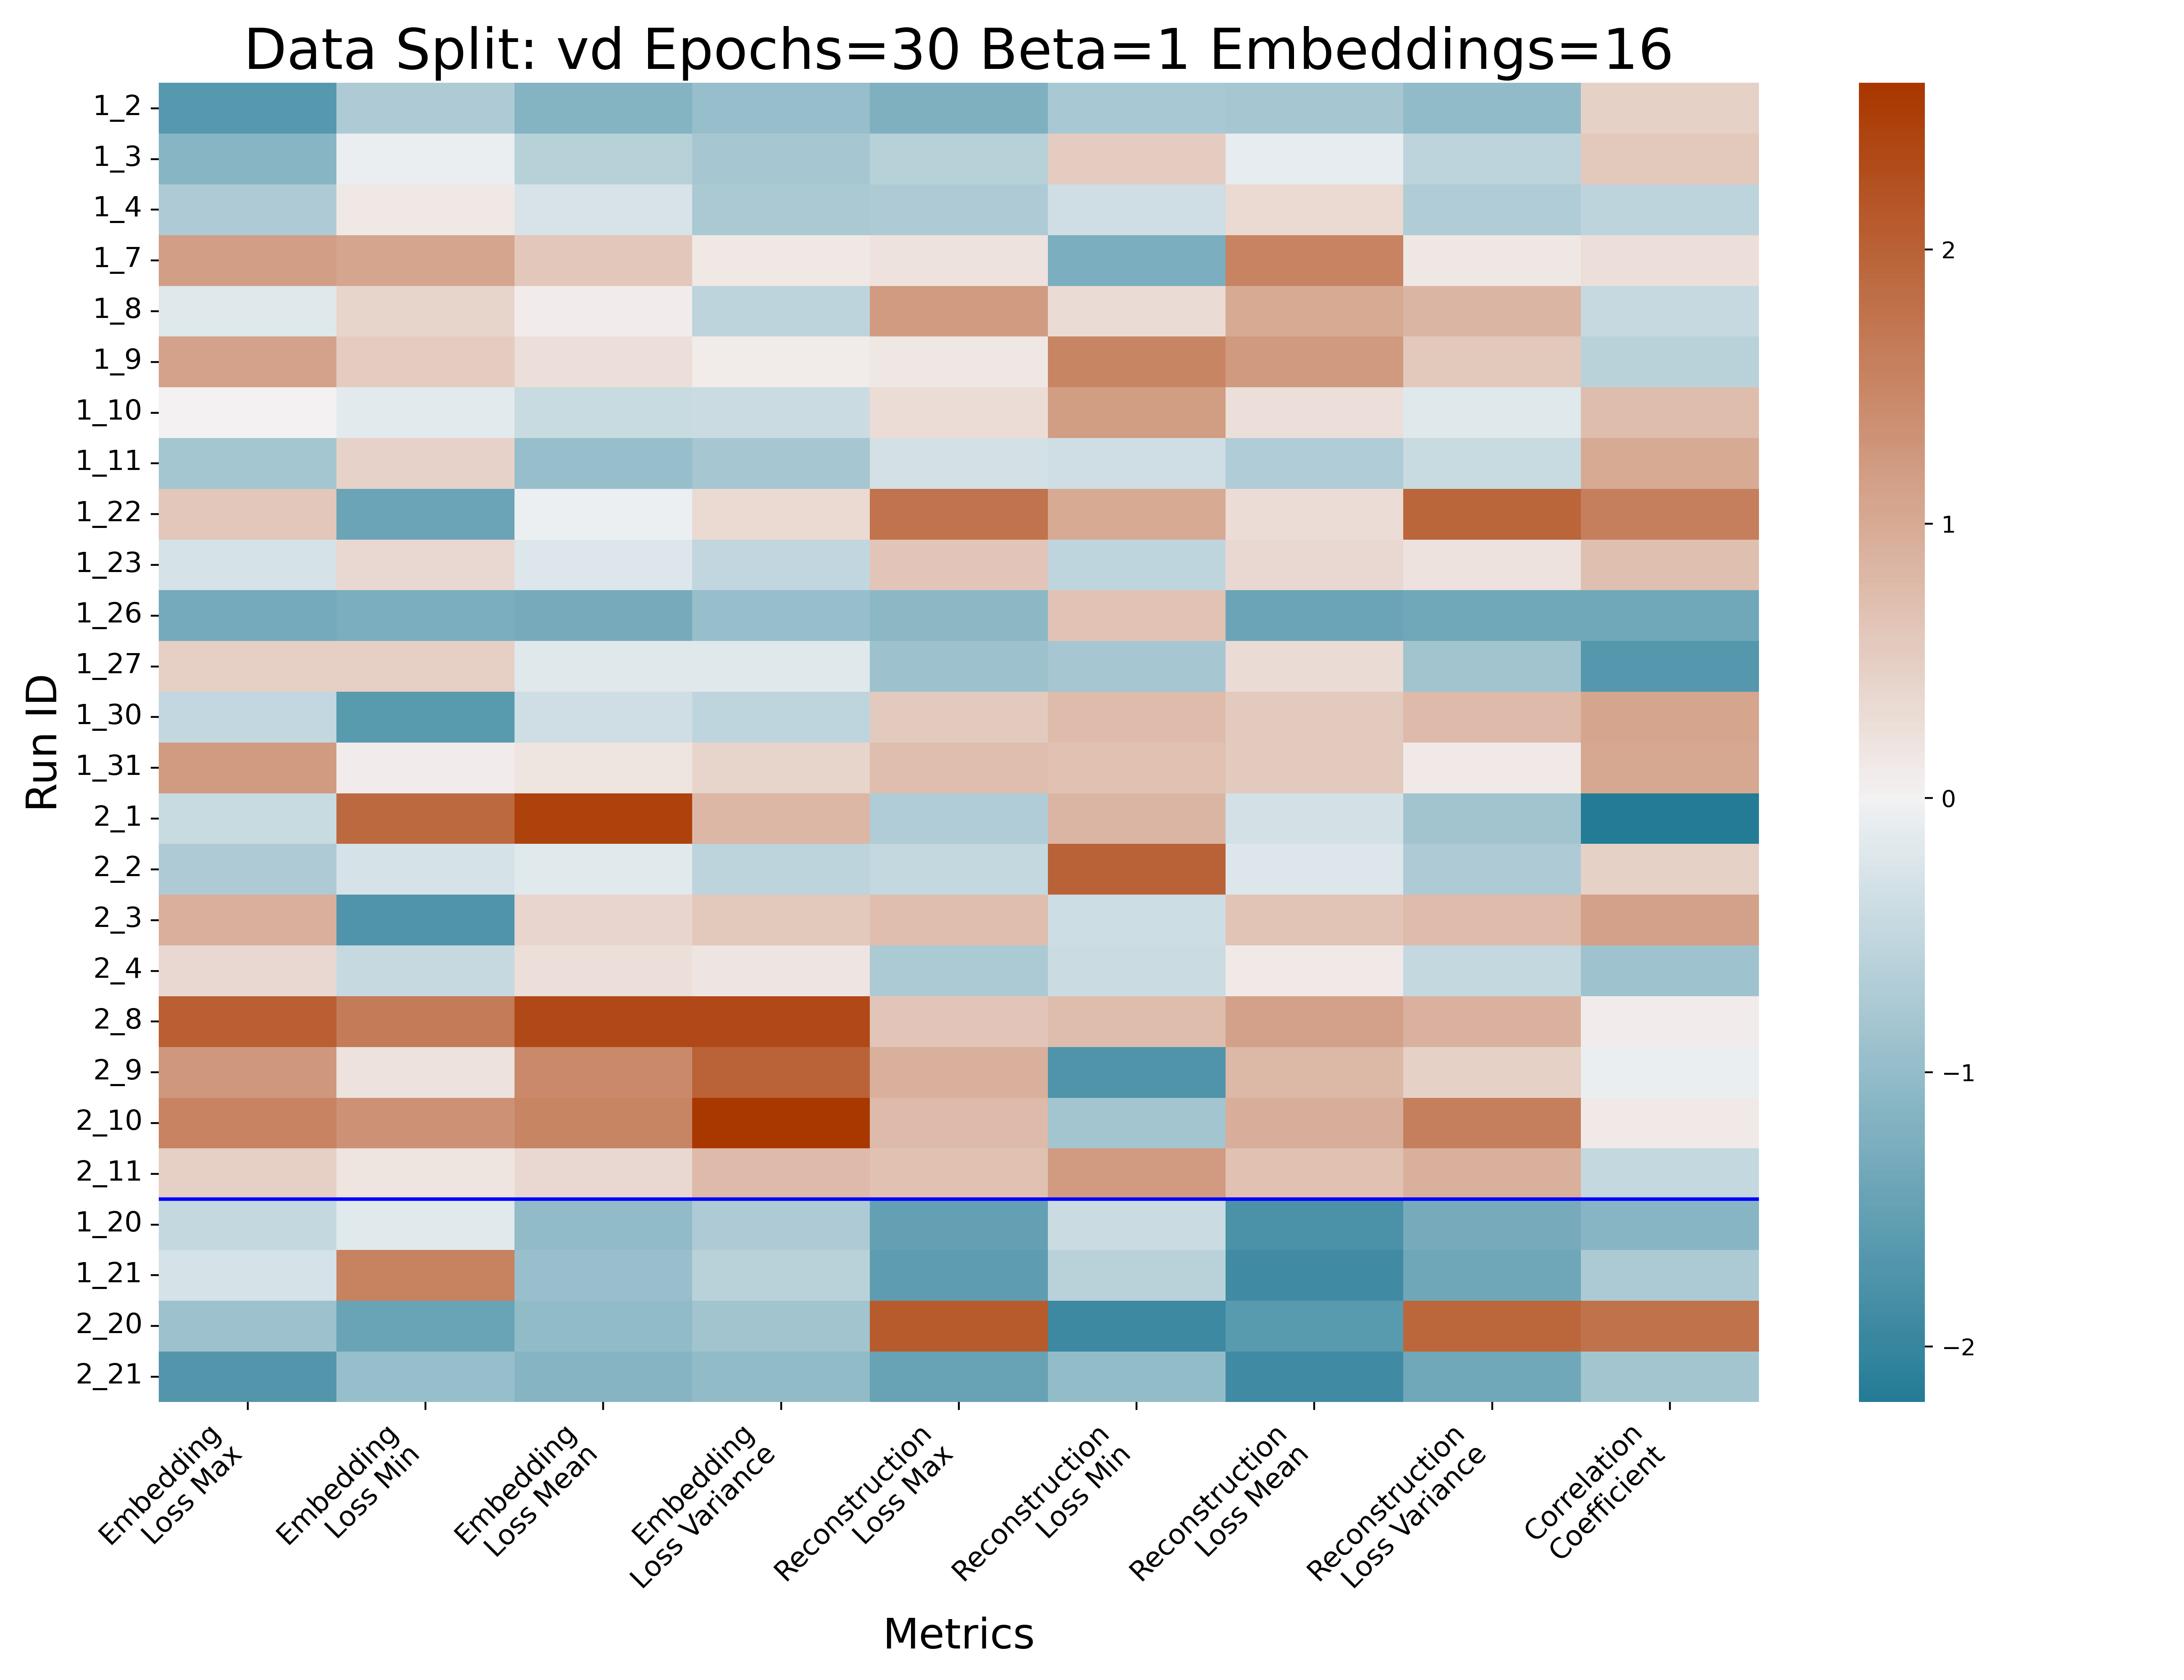 Data Split: vd Epochs=30 Beta=1 Embeddings=16
Run ID
1_2
1_3
1_4
1_7
1_8
1_9
1_10
1_11
1_22
1_23
1_26
1_27
1_30
1_31
2_1
2_2
2_3
2_4
2_8
2_9
2_10
2_11
1_20
1_21
2_20
2_21
Embedding
Loss Max
Embedding
Loss Min
Embedding
Loss Mean
Embedding
Loss Variance
Reconstruction
Loss Max
Reconstruction
Loss Min
Reconstruction
Loss Mean
Reconstruction
Loss Variance
Correlation
Coefficient
Metrics
2
1
0
−1
−2